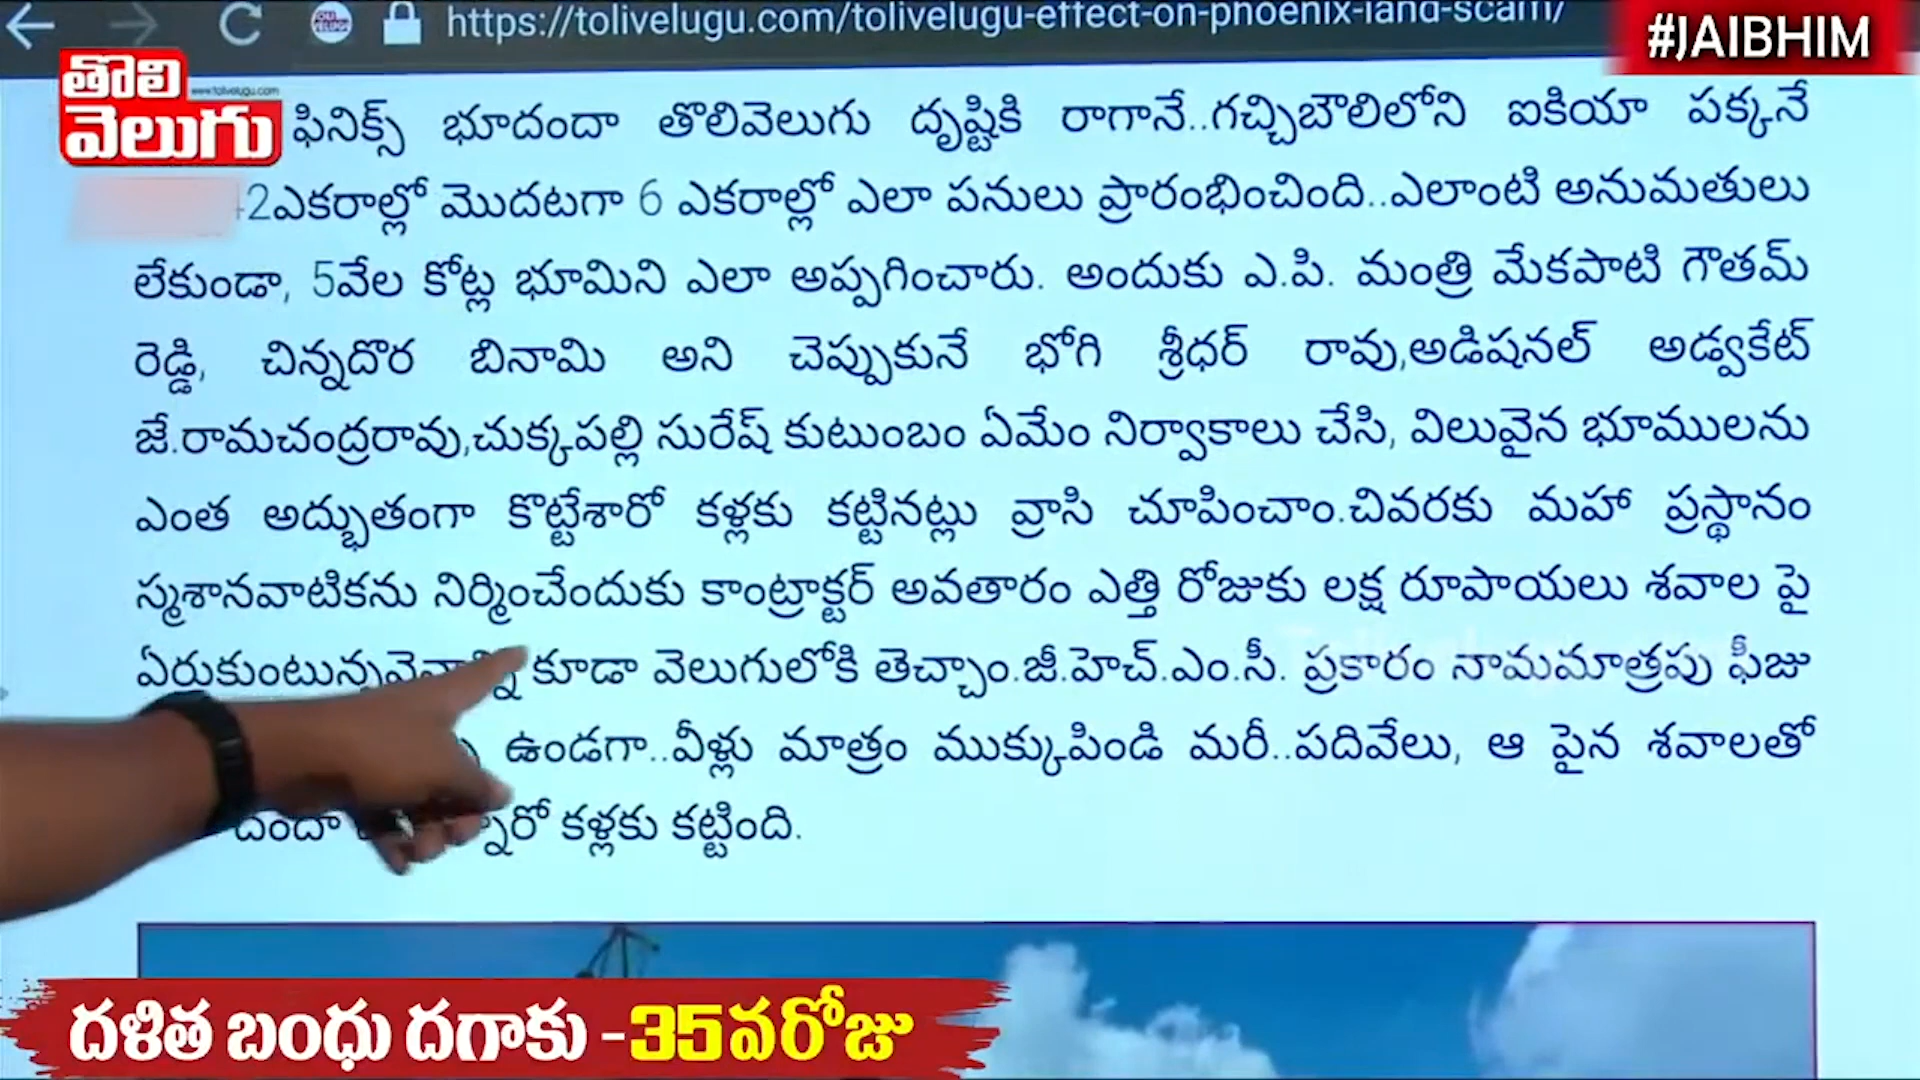 https://tolivelugu.com/tolivelugu-effect-on-phoenix-land-scam/
#JAIBHIM
తొలి
వెలుగు
www.tolivelugu.com
ఫినిక్స్ భూదందా తొలివెలుగు దృష్టికి రాగానే..గచ్చిబౌలిలోని ఐకియా పక్కనే
2ఎకరాల్లో మొదటగా 6 ఎకరాల్లో ఎలా పనులు ప్రారంభించింది..ఎలాంటి అనుమతులు
లేకుండా, 5వేల కోట్ల భూమిని ఎలా అప్పగించారు. అందుకు ఎ.పి. మంత్రి మేకపాటి గౌతమ్
రెడ్డి, చిన్నదొర బినామి అని చెప్పుకునే భోగి శ్రీధర్ రావు,అడిషనల్ అడ్వకేట్
జే.రామచంద్రరావు,చుక్కపల్లి సురేష్ కుటుంబం ఏమేం నిర్వాకాలు చేసి, విలువైన భూములను
ఎంత అద్భుతంగా కొట్టేశారో కళ్లకు కట్టినట్లు వ్రాసి చూపించాం.చివరకు మహా ప్రస్థానం
స్మశానవాటికను నిర్మించేందుకు కాంట్రాక్టర్ అవతారం ఎత్తి రోజుకు లక్ష రూపాయలు శవాల పై
కూడా వెలుగులోకి తెచ్చాం.జీ.హెచ్.ఎం.సీ. ప్రకారం నామమాత్రపు ఫీజు
ఉండగా..వీళ్లు మాత్రం ముక్కుపిండి మరీ..పదివేలు, ఆ పైన శవాలతో
దందా కళ్లకు కట్టింది.
దళిత బంధు దగాకు -35వరోజు